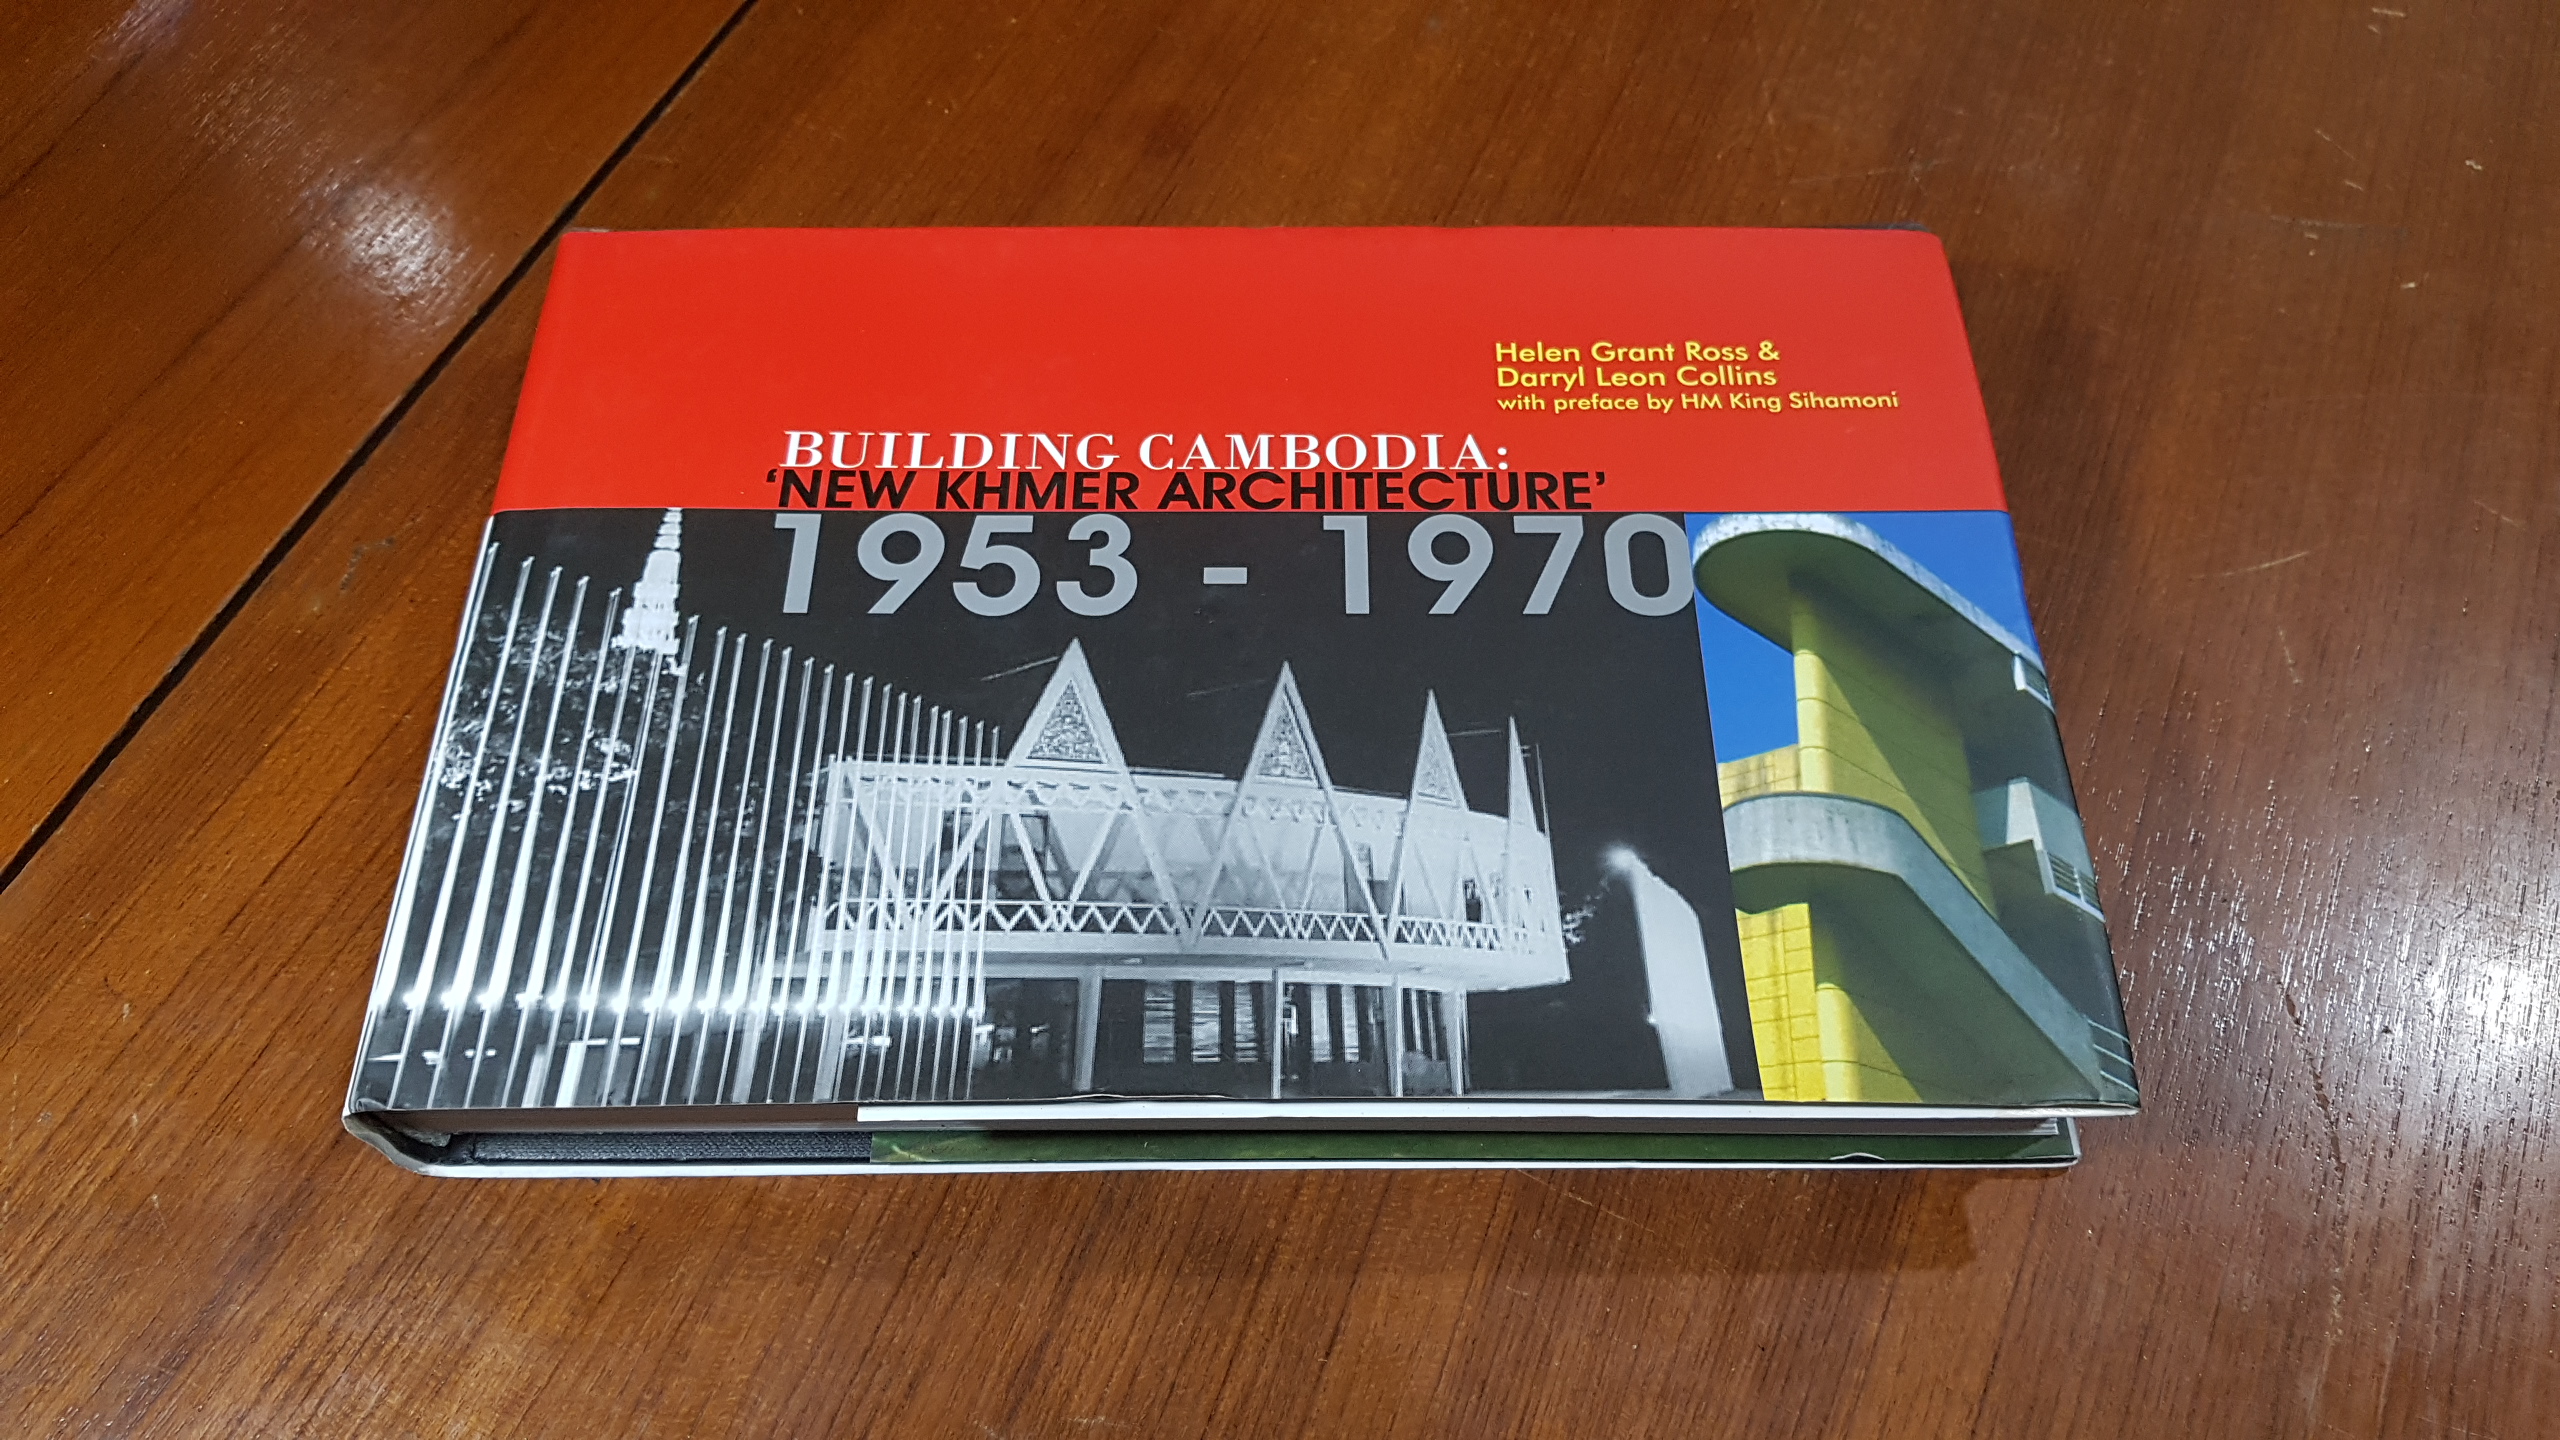 Helen Grant Ross &
Darryl Leon Collins
with preface by HM King Sihamoni
BUILDING CAMBODIA:
‘NEW KHMER ARCHITECTURE’
1953 - 1970